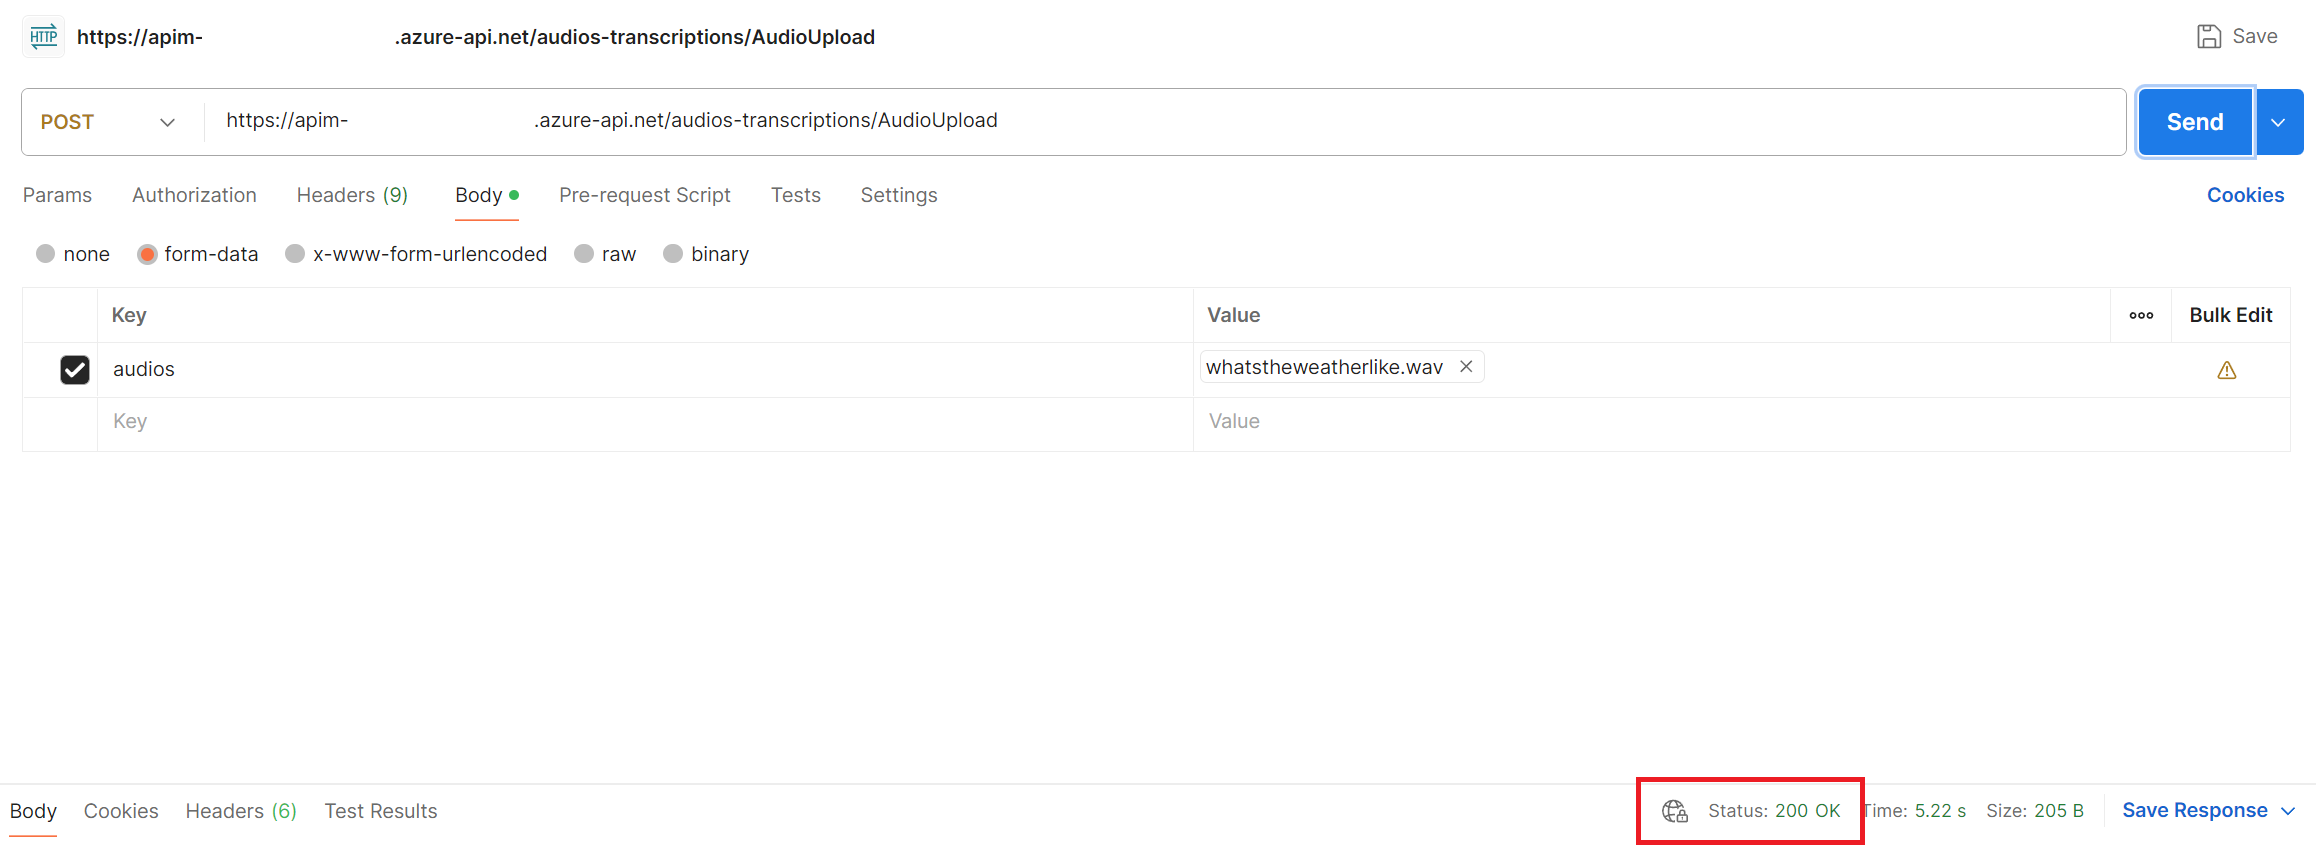 HTTP https://apim- .azure-api.net/audios-transcriptions/AudioUpload Save
POST https://apim- .azure-api.net/audios-transcriptions/AudioUpload Send
Params Authorization Headers (9) Body Pre-request Script Tests Settings Cookies
none form-data x-www-form-urlencoded raw binary
Key Value Bulk Edit
audios whatstheweatherlike.wav
Key Value
Body Cookies Headers (6) Test Results Status: 200 OK Time: 5.22 s Size: 205 B Save Response